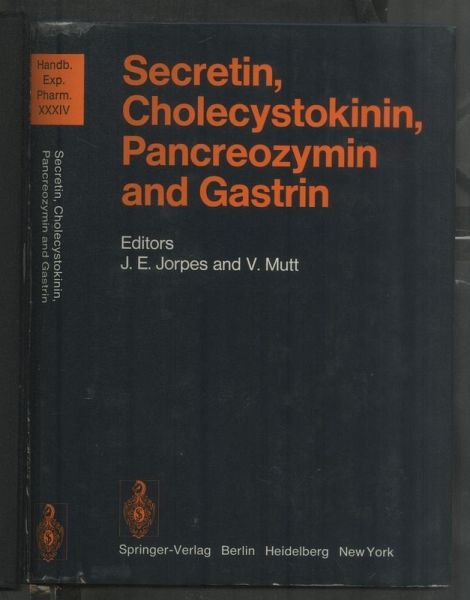 Handb.
Exp.
Pharm.
XXXIV
Secretin, Cholecystokinin,
Pancreozymin and Gastrin
Secretin,
Cholecystokinin,
Pancreozymin
and Gastrin
Editors
J. E. Jorpes and V. Mutt
Springer-Verlag Berlin Heidelberg New York